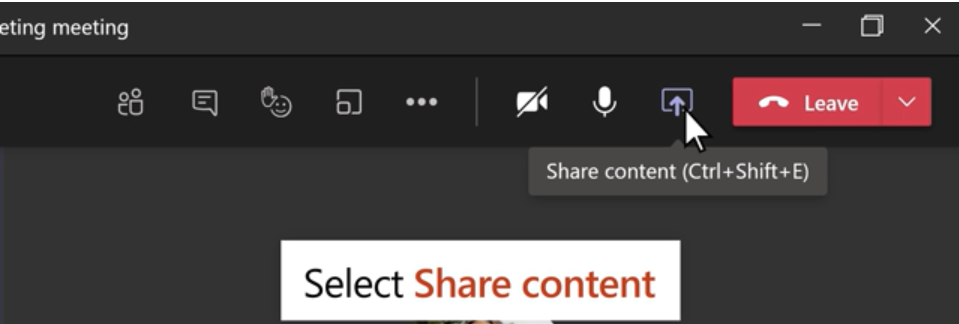 eting meeting
Leave
Share content (Ctrl+Shift+E)
Select Share content